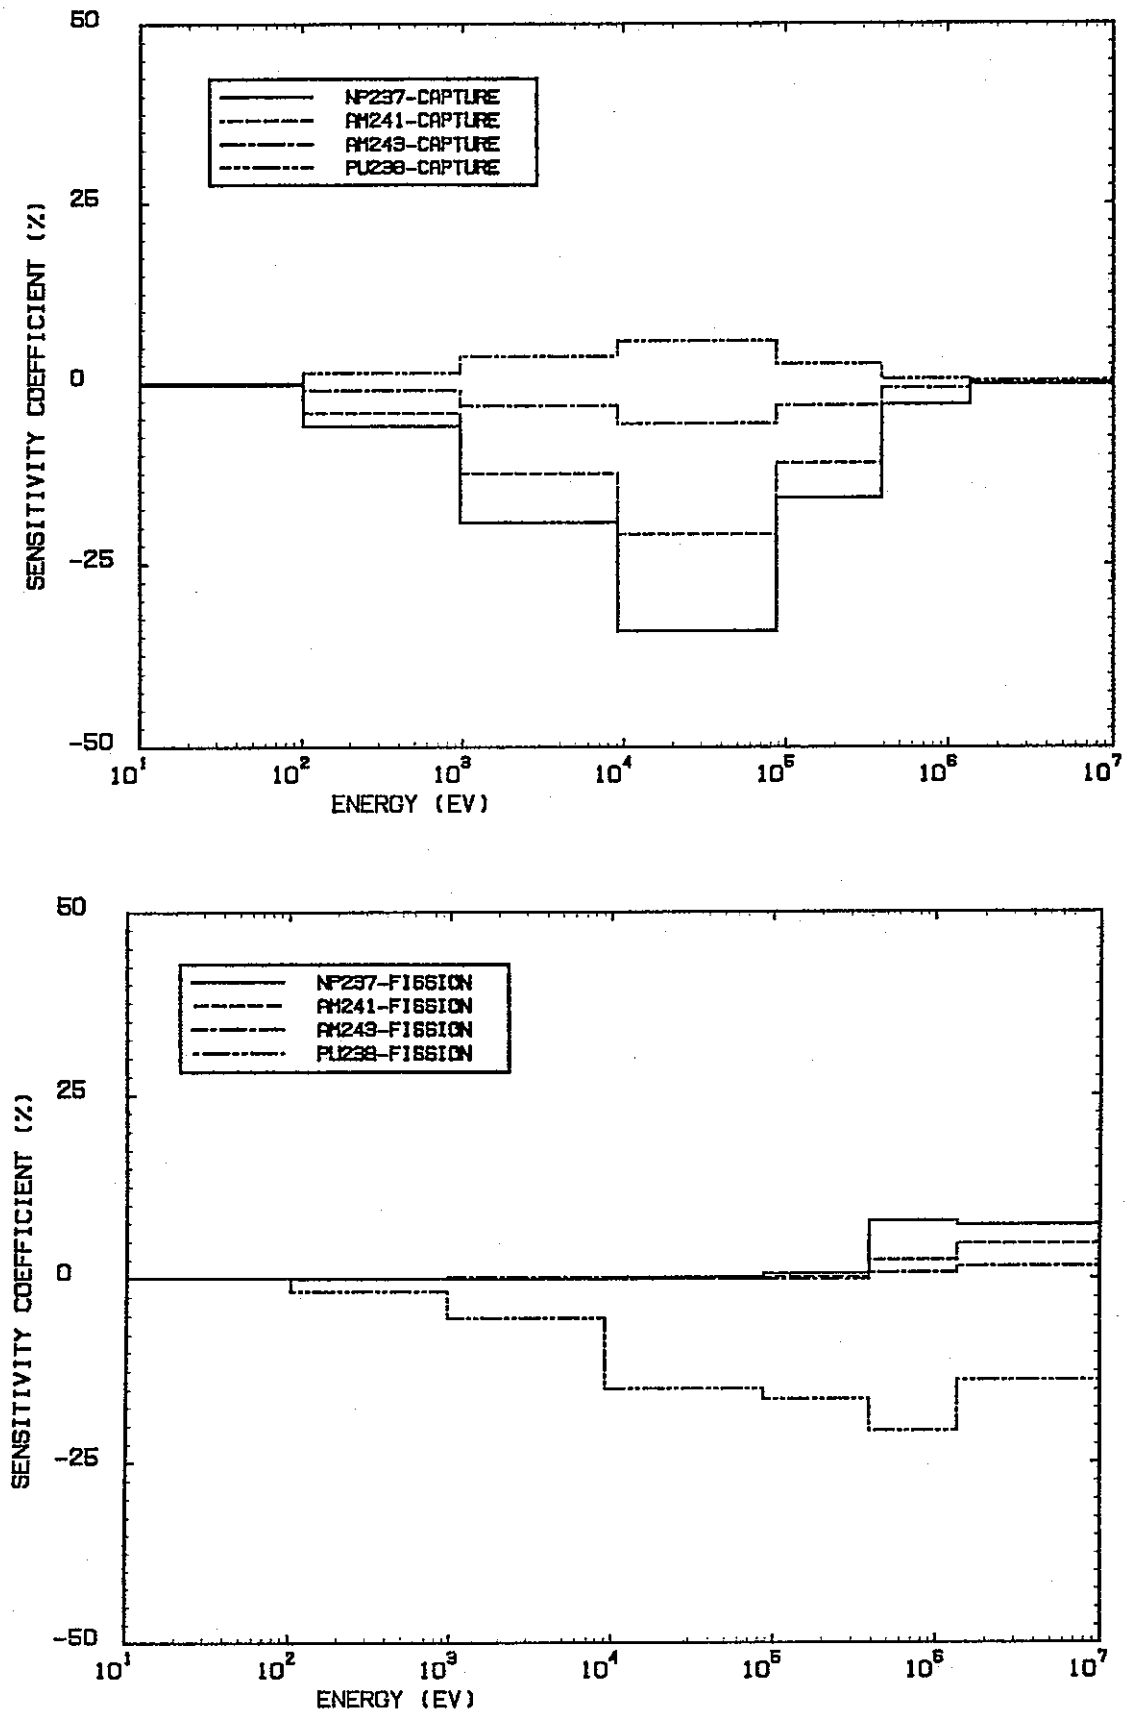 50
NP237-CAPTURE
AM241-CAPTURE
AM243-CAPTURE
PU238-CAPTURE
25
0
-25
-50
SENSITIVITY COEFFICIENT (%)
10¹ 10² 10³ 10⁴ 10⁵ 10⁶ 10⁷
ENERGY (EV)
50
NP237-FISSION
AM241-FISSION
AM243-FISSION
PU238-FISSION
25
0
-25
-50
SENSITIVITY COEFFICIENT (%)
10¹ 10² 10³ 10⁴ 10⁵ 10⁶ 10⁷
ENERGY (EV)